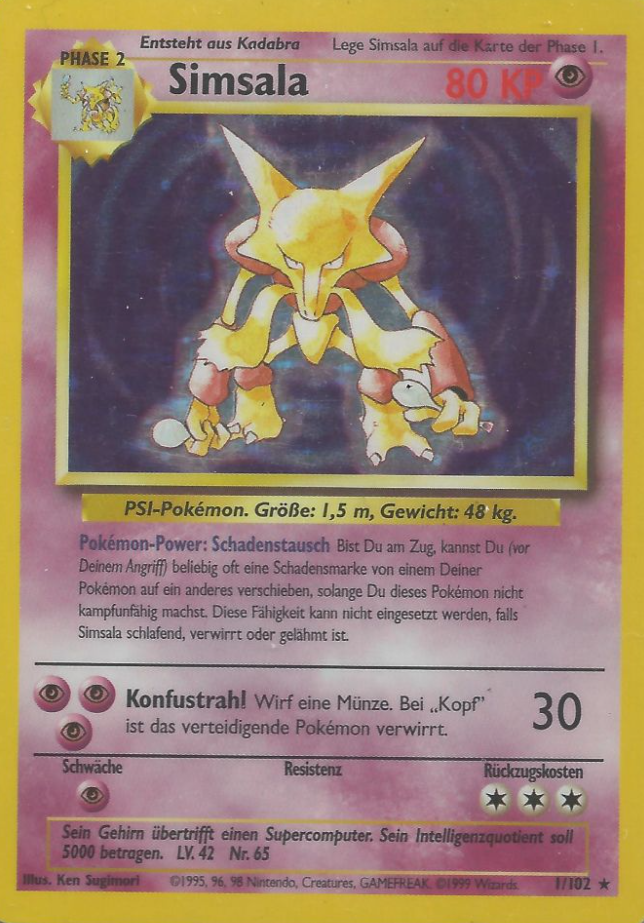 Entsteht aus Kadabra Lege Simsala auf die Karte der Phase 1.
PHASE 2
Simsala 80 KP
PSI-Pokémon. Größe: 1,5 m, Gewicht: 48 kg.
Pokémon-Power: Schadenstausch Bist Du am Zug, kannst Du (vor
Deinem Angriff) beliebig oft eine Schadensmarke von einem Deiner
Pokémon auf ein anderes verschieben, solange Du dieses Pokémon nicht
kampfunfähig machst. Diese Fähigkeit kann nicht eingesetzt werden, falls
Simsala schlafend, verwirrt oder gelähmt ist.
Konfustrahl Wirf eine Münze. Bei „Kopf”
ist das verteidigende Pokémon verwirrt.
30
Schwäche Resistenz Rückzugskosten
Sein Gehirn übertrifft einen Supercomputer. Sein Intelligenzquotient soll
5000 betragen. LV. 42 Nr. 65
Illus. Ken Sugimori ©1995, 96, 98 Nintendo, Creatures, GAMEFREAK. ©1999 Wizards. 1/102 ★